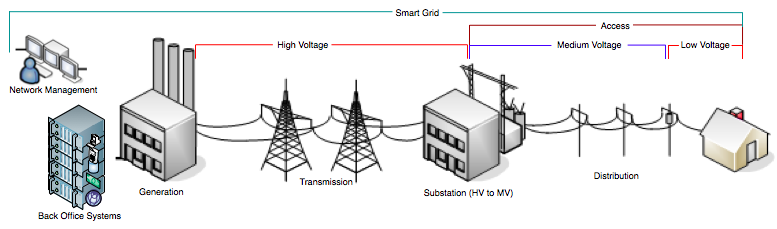 Smart Grid
Access
High Voltage
Medium Voltage
Low Voltage
Network Management
Generation
Transmission
Substation (HV to MV)
Distribution
Back Office Systems